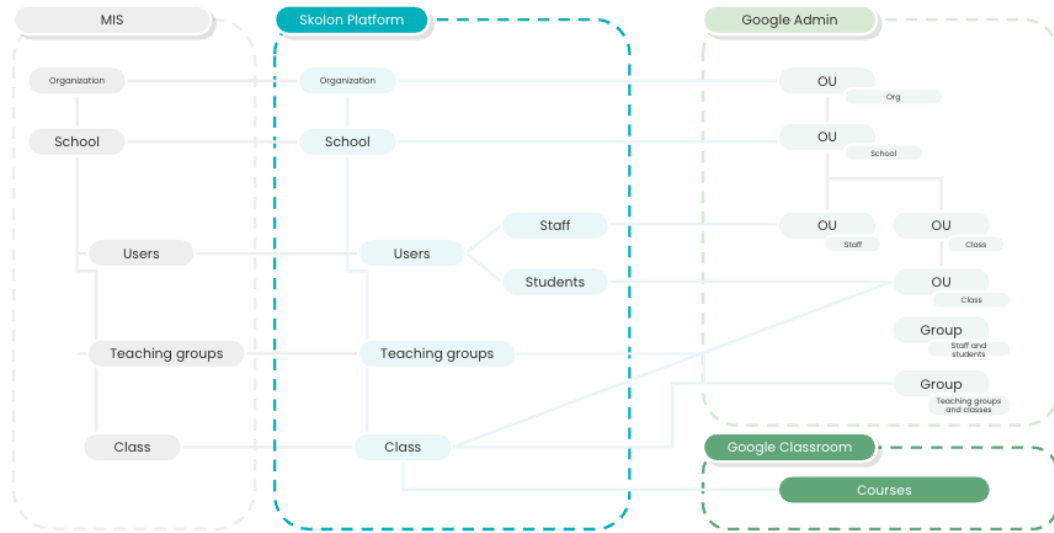 MIS
Skolon Platform
Google Admin
Organization
Organization
OU
Org
School
School
OU
School
Staff
OU
Staff
OU
Class
Users
Users
Students
OU
Class
Group
Staff and
students
Teaching groups
Teaching groups
Group
Teaching groups
and classes
Class
Class
Google Classroom
Courses